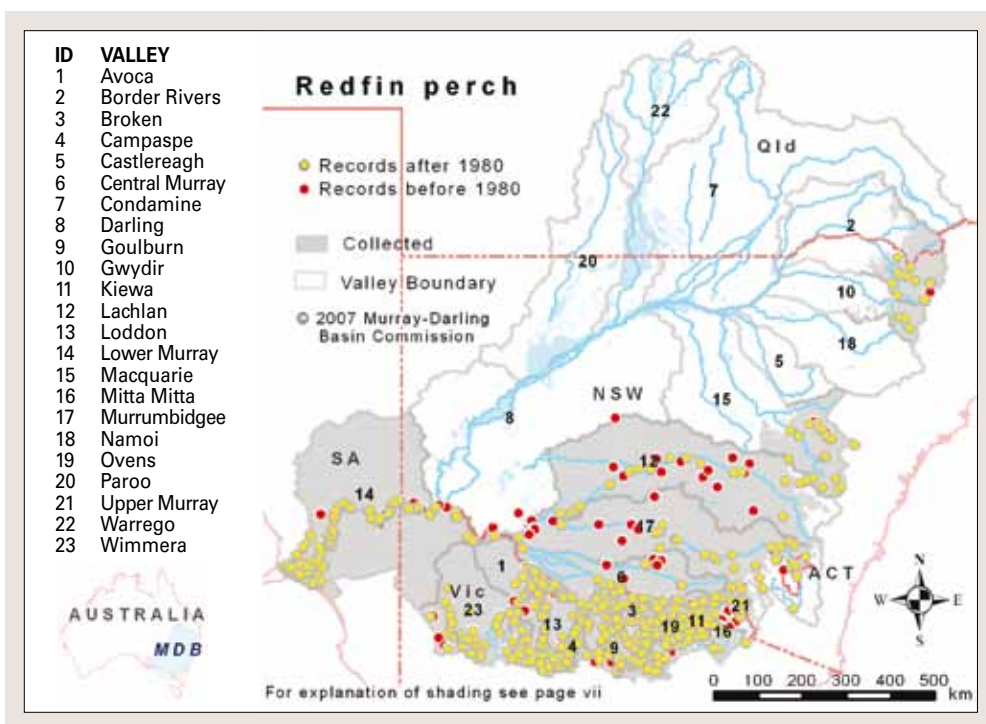 ID VALLEY
1 Avoca
2 Border Rivers
3 Broken
4 Campaspe
5 Castlereagh
6 Central Murray
7 Condamine
8 Darling
9 Goulburn
10 Gwydir
11 Kiewa
12 Lachlan
13 Loddon
14 Lower Murray
15 Macquarie
16 Mitta Mitta
17 Murrumbidgee
18 Namoi
19 Ovens
20 Paroo
21 Upper Murray
22 Warrego
23 Wimmera
Redfin perch
Records after 1980
Records before 1980
Collected
Valley Boundary
© 2007 Murray-Darling
Basin Commission
22
Qld
7
2
20
10
18
5
NSW
15
8
SA
12
14
17
ACT
1
6
Vic
23
3
21
13
19
11
16
4
9
AUSTRALIA
MDB
N
W E
S
For explanation of shading see page vii
0 100 200 300 400 500
km